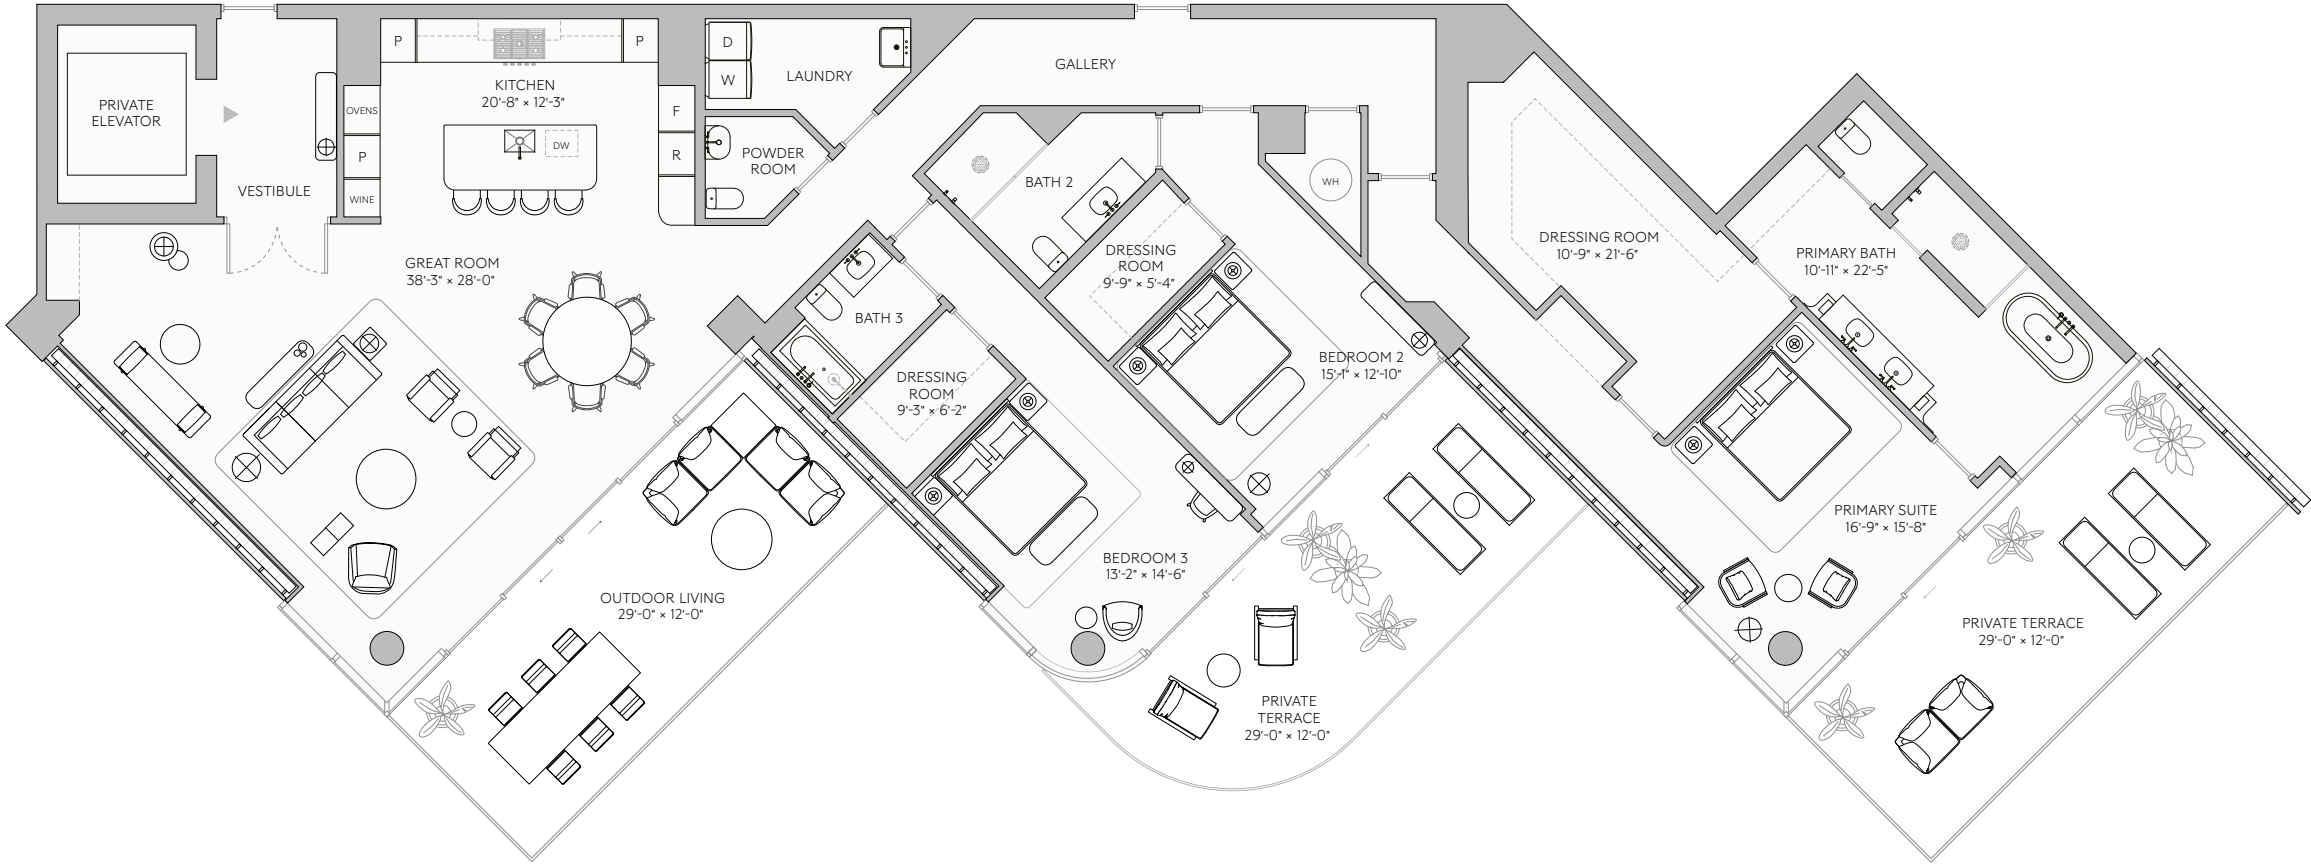 PRIVATE
ELEVATOR
VESTIBULE
P
P
KITCHEN
20'-8" × 12'-3"
OVENS
P
WINE
DW
F
R
D
W
LAUNDRY
POWDER
ROOM
GALLERY
GREAT ROOM
38'-3" × 28'-0"
BATH 2
WH
DRESSING
ROOM
9'-9" × 5'-4"
BATH 3
DRESSING
ROOM
9'-3" × 6'-2"
BEDROOM 2
15'-1" × 12'-10"
BEDROOM 3
13'-2" × 14'-6"
OUTDOOR LIVING
29'-0" × 12'-0"
PRIVATE
TERRACE
29'-0" × 12'-0"
DRESSING ROOM
10'-9" × 21'-6"
PRIMARY BATH
10'-11" × 22'-5"
PRIMARY SUITE
16'-9" × 15'-8"
PRIVATE TERRACE
29'-0" × 12'-0"